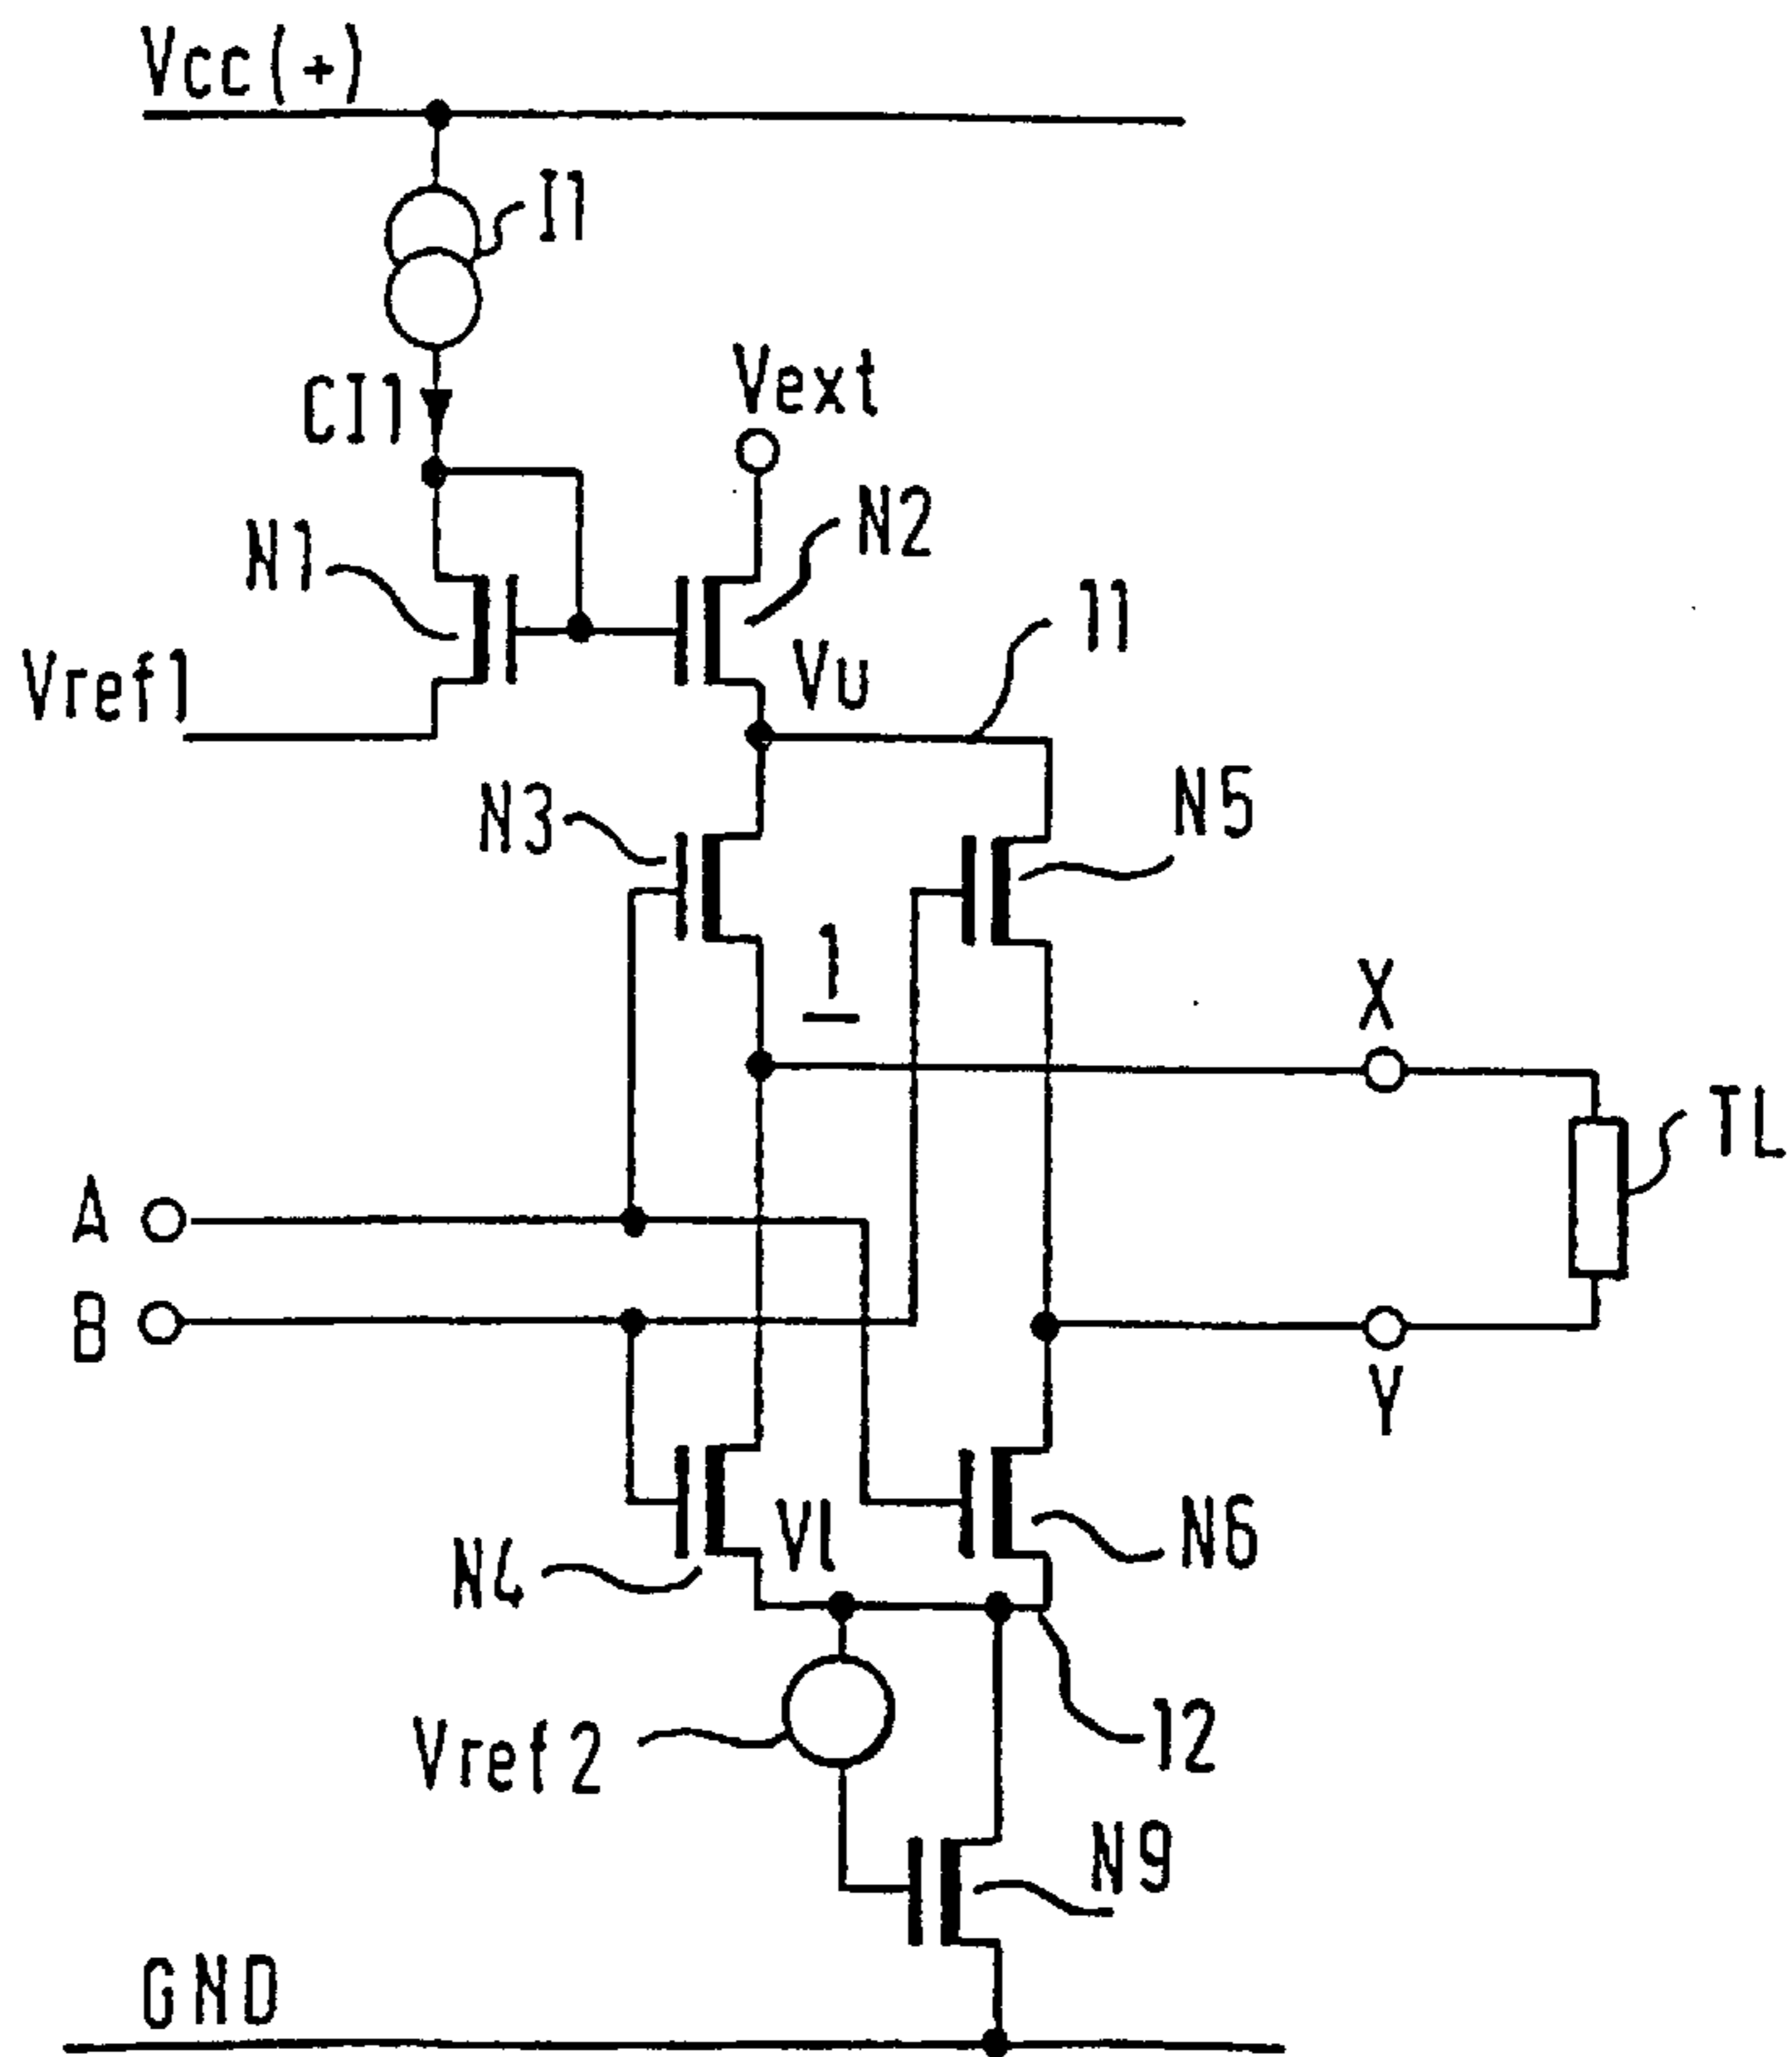 Vcc(+)
I1
CI1
Vext
N1
N2
Vref1
Vu
11
N3
N5
1
X
TL
A
B
Y
N4
Vl
N6
Vref2
12
N9
GND